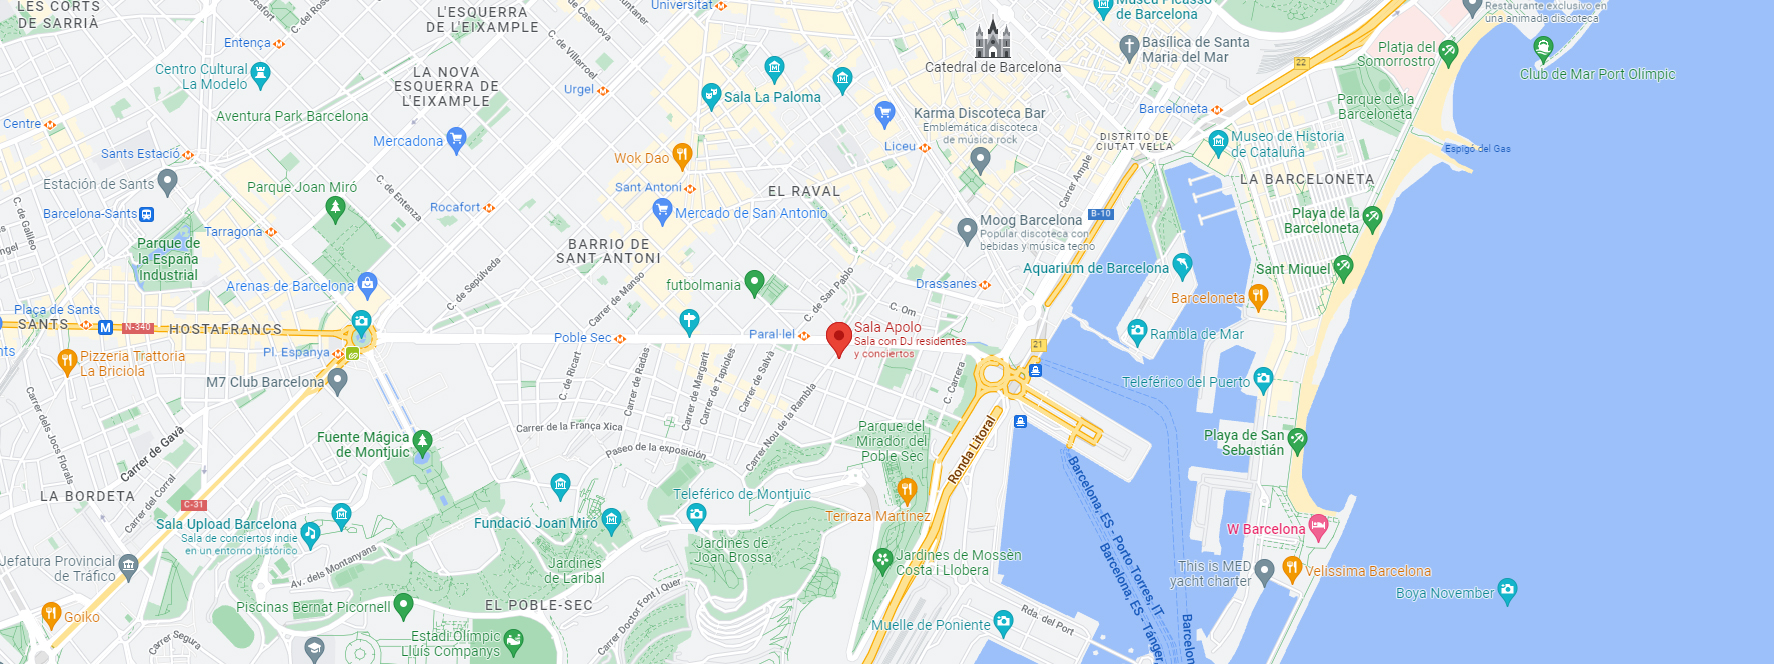 LES CORTS
DE SARRIÀ
Rocafort
L'ESQUERRA
DE L'EIXAMPLE
C. de Casanova
C. de Villarroel
Universitat
Museu Picasso
de Barcelona
Restaurante exclusivo en
una animada discoteca
Entença
Centro Cultural
La Modelo
LA NOVA
ESQUERRA DE
L'EIXAMPLE
Urgel
Sala La Paloma
Catedral de Barcelona
Basílica de Santa
Maria del Mar
22
Platja del
Somorrostro
Club de Mar Port Olímpic
Centre
Aventura Park Barcelona
Mercadona
Karma Discoteca Bar
Emblemática discoteca
de música rock
Barceloneta
Parque de la
Barceloneta
DISTRITO DE
CIUTAT VELLA
Museo de Historia
de Cataluña
Espigó del Gas
Sants Estació
Estación de Sants
Barcelona-Sants
Parque Joan Miró
C. de Entenza
Wok Dao
Sant Antoni
Liceu
EL RAVAL
Carrer Ample
LA BARCELONETA
C. de Galileo
Rocafort
Mercado de San Antonio
Moog Barcelona
Popular discoteca con
bebidas y música tecno
B-10
Playa de la
Barceloneta
Tarragona
Parque de
la España
Industrial
BARRIO DE
SANT ANTONI
Arenas de Barcelona
C. de Sepúlveda
Carrer de Manso
futbolmania
C. de San Pablo
Drassanes
C. Om
Aquarium de Barcelona
Sant Miquel
Barceloneta
Plaça de Sants
SANTS
N-340
HOSTAFRANCS
Pl. Espanya
Poble Sec
Paral·lel
Sala Apolo
Sala con DJ residentes
y conciertos
Rambla de Mar
21
Pizzeria Trattoria
La Briciola
M7 Club Barcelona
C. de Ricart
Carrer de Radas
Carrer de Margarit
Carrer de Tapioles
Carrer de Salvà
Carrer Nou de la Rambla
C. Carrera
Teleférico del Puerto
Carrer dels Jocs Florals
Carrer de Gavà
Carrer del Corral
Fuente Mágica
de Montjuic
Carrer de la França Xica
Paseo de la exposición
Parque del
Mirador del
Poble Sec
Ronda Litoral
Playa de San
Sebastián
LA BORDETA
C-31
Sala Upload Barcelona
Sala de conciertos indie
en un entorno histórico
Fundació Joan Miró
Teleférico de Montjuïc
Terraza Martínez
Barcelona, ES - Porto Torres, IT
Barcelona, ES - Tánger,
Barcelon
W Barcelona
Jefatura Provincial
de Tráfico
Av. dels Montanyans
Jardines
de Laribal
Jardines de
Joan Brossa
Jardines de Mossèn
Costa i Llobera
This is MED
yacht charter
Velissima Barcelona
Boya November
Goiko
Piscinas Bernat Picornell
EL POBLE-SEC
Carrer Segura
Estadi Olímpic
Lluís Companys
Carrer Doctor Font I Quer
Muelle de Poniente
Rda. del Port